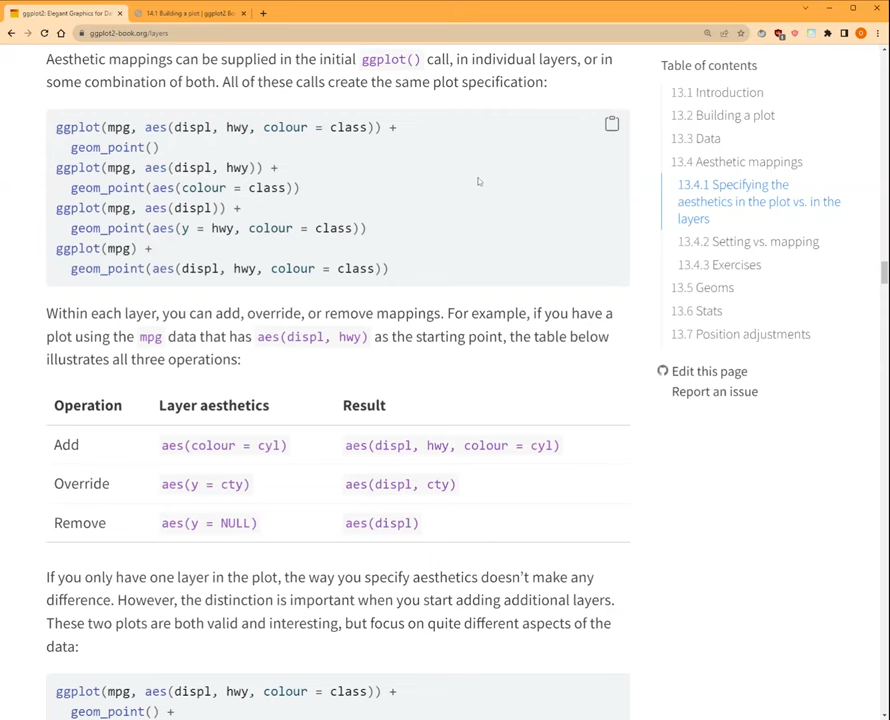 ggplot2: Elegant Graphics for Da
14.1 Building a plot | ggplot2 Bo
ggplot2-book.org/layers
Aesthetic mappings can be supplied in the initial ggplot() call, in individual layers, or in
some combination of both. All of these calls create the same plot specification:
ggplot(mpg, aes(displ, hwy, colour = class)) +
geom_point()
ggplot(mpg, aes(displ, hwy)) +
geom_point(aes(colour = class))
ggplot(mpg, aes(displ)) +
geom_point(aes(y = hwy, colour = class))
ggplot(mpg) +
geom_point(aes(displ, hwy, colour = class))
Within each layer, you can add, override, or remove mappings. For example, if you have a
plot using the mpg data that has aes(displ, hwy) as the starting point, the table below
illustrates all three operations:
Operation Layer aesthetics Result
Add aes(colour = cyl) aes(displ, hwy, colour = cyl)
Override aes(y = cty) aes(displ, cty)
Remove aes(y = NULL) aes(displ)
If you only have one layer in the plot, the way you specify aesthetics doesn't make any
difference. However, the distinction is important when you start adding additional layers.
These two plots are both valid and interesting, but focus on quite different aspects of the
data:
ggplot(mpg, aes(displ, hwy, colour = class)) +
geom_point() +
Table of contents
13.1 Introduction
13.2 Building a plot
13.3 Data
13.4 Aesthetic mappings
13.4.1 Specifying the
aesthetics in the plot vs. in the
layers
13.4.2 Setting vs. mapping
13.4.3 Exercises
13.5 Geoms
13.6 Stats
13.7 Position adjustments
Edit this page
Report an issue